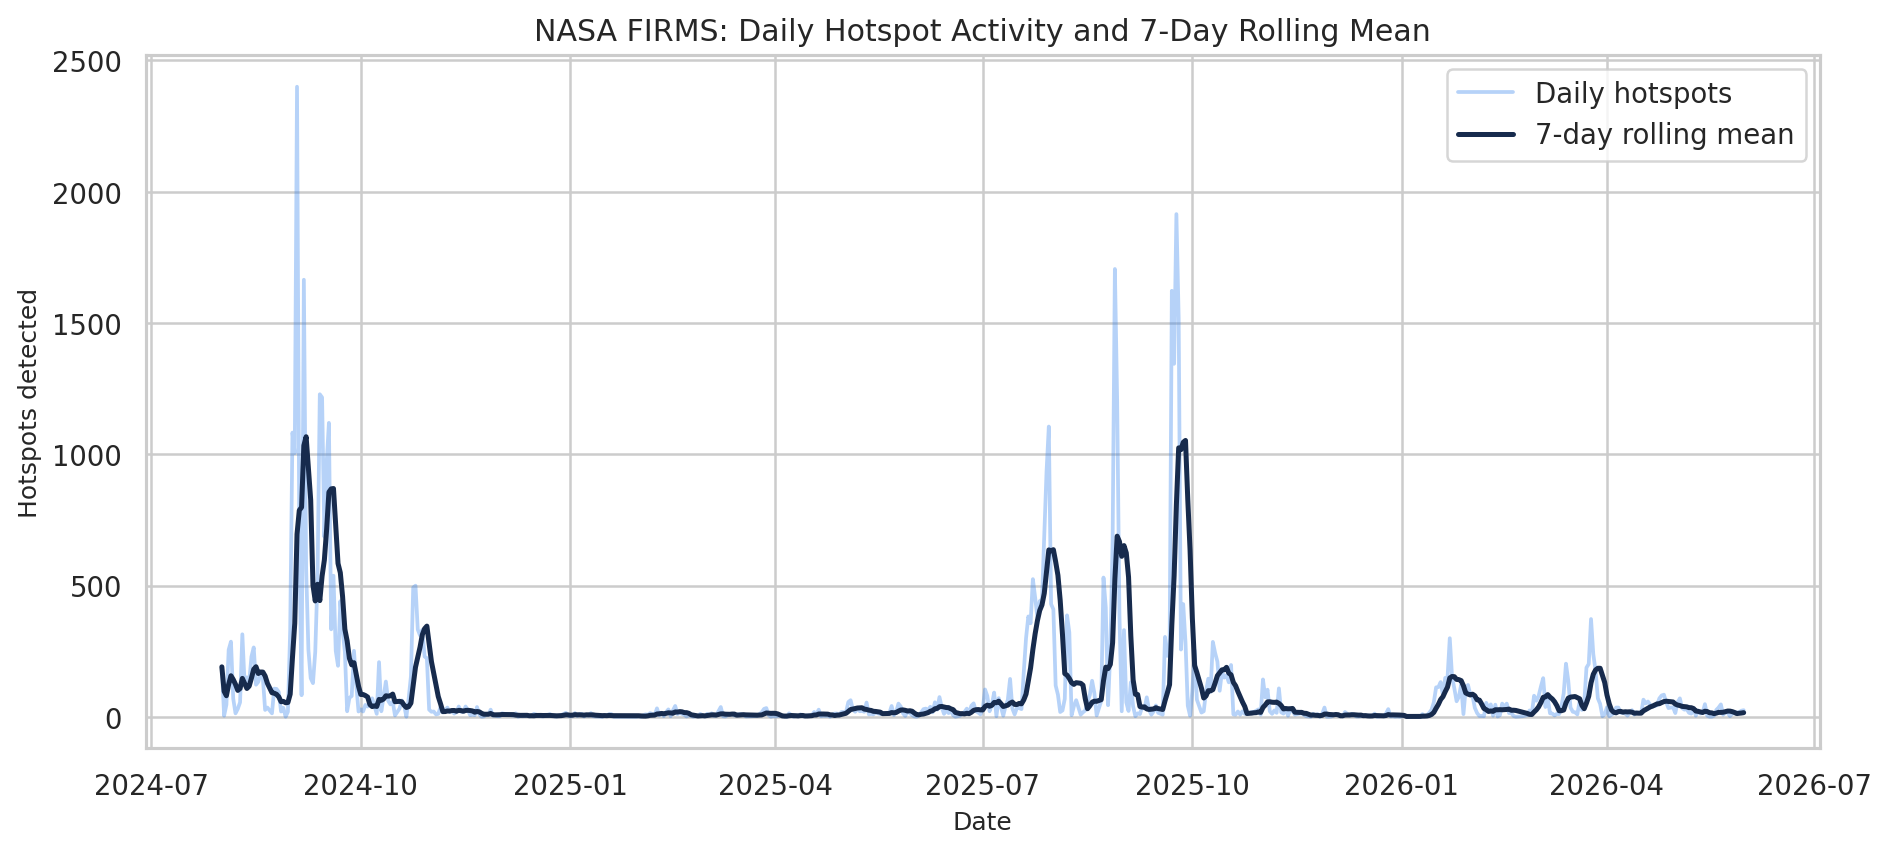 NASA FIRMS: Daily Hotspot Activity and 7-Day Rolling Mean
Daily hotspots
7-day rolling mean
Hotspots detected
2500
2000
1500
1000
500
0
2024-07 2024-10 2025-01 2025-04 2025-07 2025-10 2026-01 2026-04 2026-07
Date